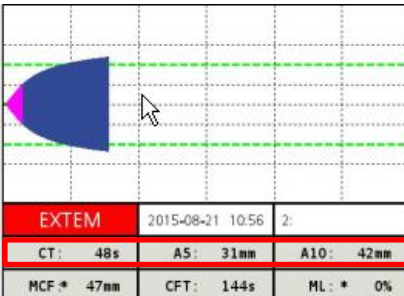 EXTEM 2015-08-21 10:56 2:
CT: 48s A5: 31mm A10: 42mm
MCF:* 47mm CFT: 144s ML: * 0%